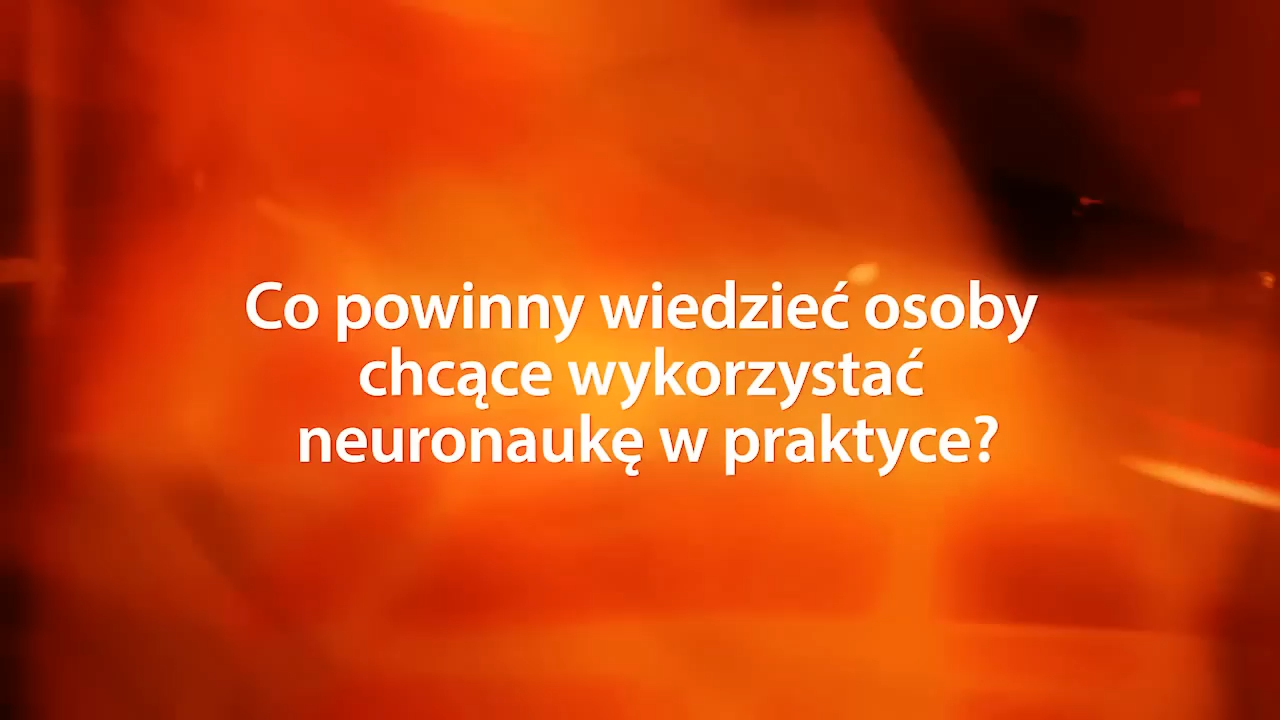 Co powinny wiedzieć osoby
chcące wykorzystać
neuronaukę w praktyce?